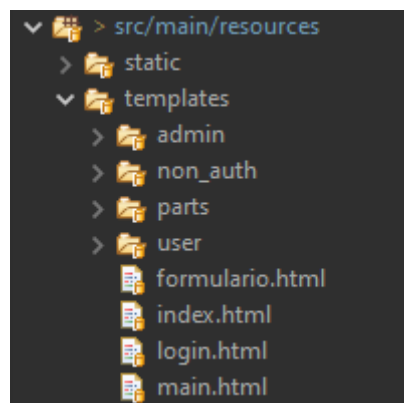 src/main/resources
static
templates
admin
non_auth
parts
user
formulario.html
index.html
login.html
main.html